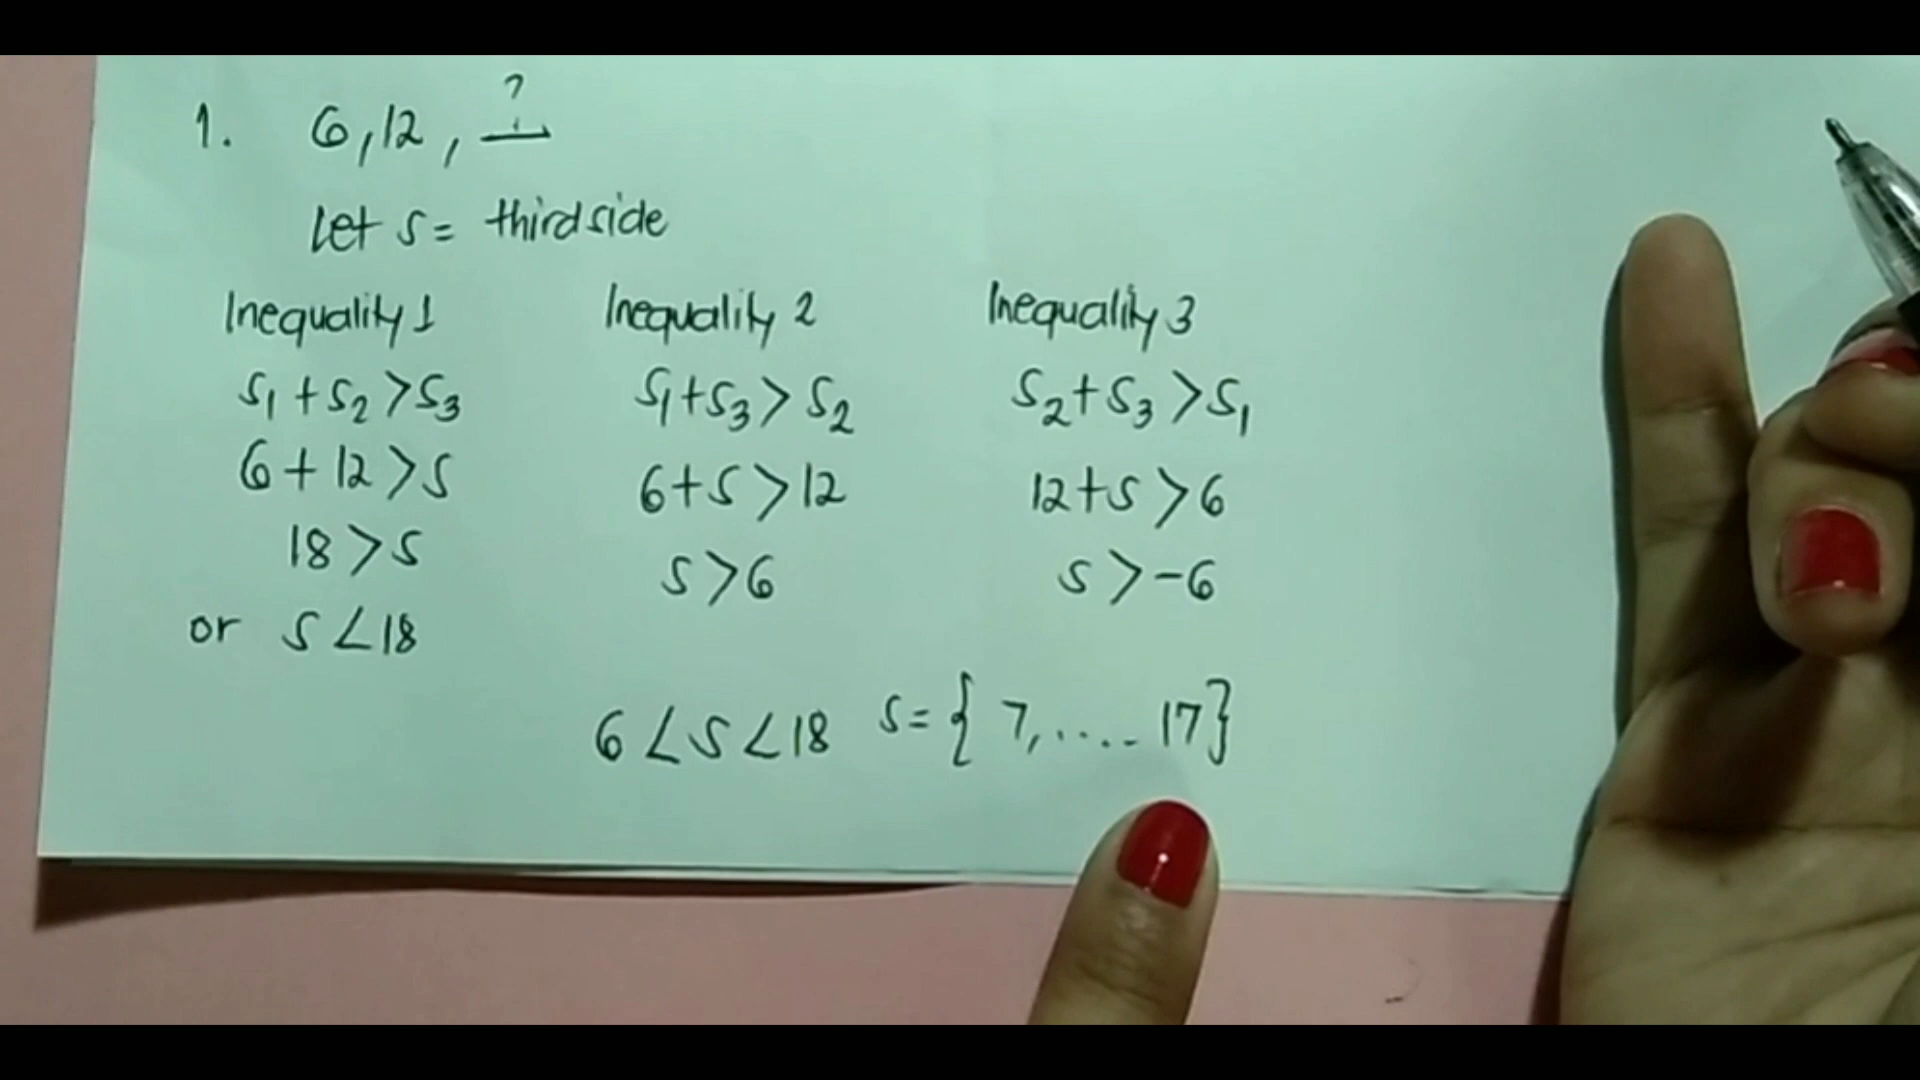 1. 6, 12, ?
Let s = third side
Inequality 1
s₁ + s₂ > s₃
6 + 12 > s
18 > s
or s < 18
Inequality 2
s₁ + s₃ > s₂
6 + s > 12
s > 6
Inequality 3
s₂ + s₃ > s₁
12 + s > 6
s > -6
6 < s < 18 s = { 7, ..... 17}